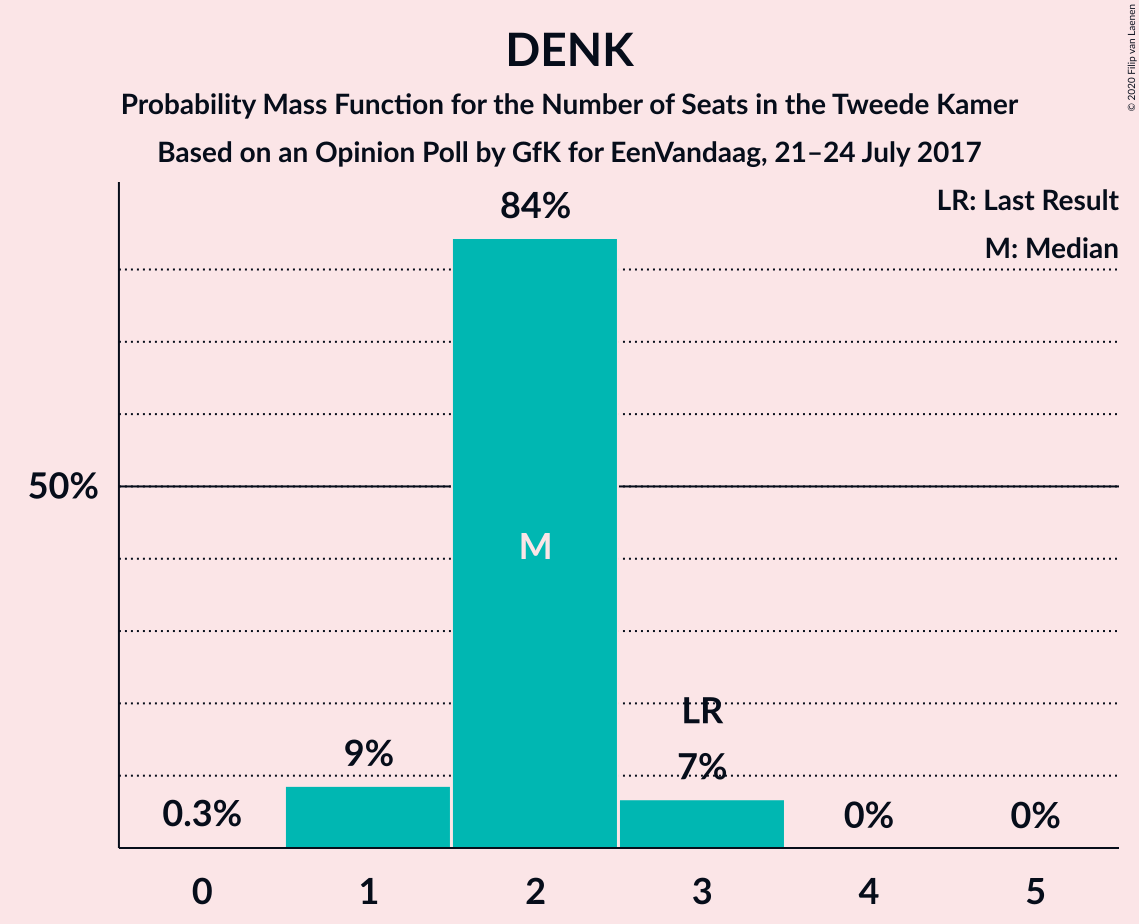 DENK
Probability Mass Function for the Number of Seats in the Tweede Kamer
Based on an Opinion Poll by GfK for EenVandaag, 21–24 July 2017
© 2020 Filip van Laenen
LR: Last Result
M: Median
84%
50%
M
LR
9%
7%
0.3%
0%
0%
0 1 2 3 4 5